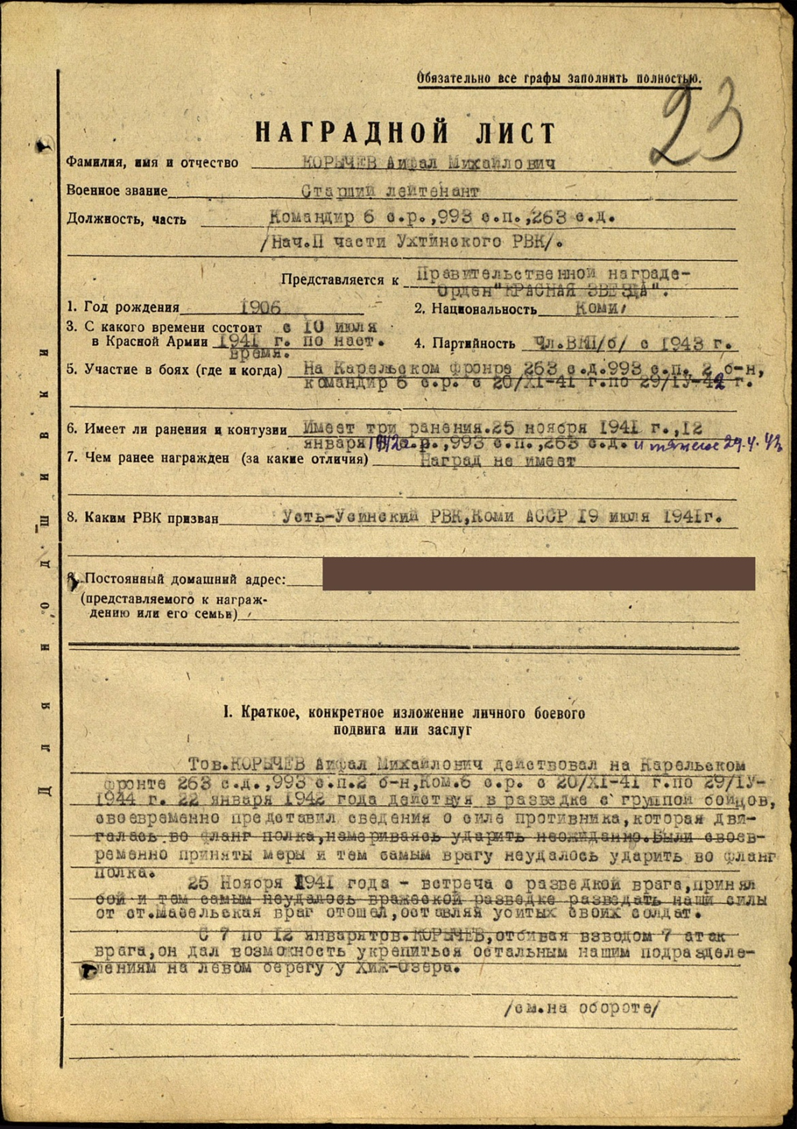 Обязательно все графы заполнить полностью.
23
НАГРАДНОЙ ЛИСТ
Фамилия, имя и отчество КОРЫЧЕВ Аифал Михайлович
Военное звание Старший лейтенант
Должность, часть Командир 6 с.р.,993 с.п.,263 с.д.
/Нач.II части Ухтинского РВК/.
Представляется к Правительственной награде-
орден"КРАСНАЯ ЗВЕЗДА".
1. Год рождения 1906 2. Национальность Коми
3. С какого времени состоит с 10 июля
в Красной Армии 1941 г. по наст. 4. Партийность Чл.ВКП/б/ с 1943 г.
время.
5. Участие в боях (где и когда) На Карельском фронте 263 с.д.993 с.п. 2 б-н,
командир 6 с.р. с 20/XI-41 г.по 29/IУ-42 г.
6. Имеет ли ранения и контузии Имеет три ранения.25 ноября 1941 г.,12
января 1942 г.,993 с.п.,263 с.д. и
7. Чем ранее награжден (за какие отличия) Наград не имеет
8. Каким РВК призван Усть-Усинский РВК,Коми АССР 19 июля 1941г.
9. Постоянный домашний адрес:
(представляемого к награж-
дению или его семьи)
Для подшивки
I. Краткое, конкретное изложение личного боевого
подвига или заслуг
Тов.КОРЫЧЕВ Аифал Михайлович действовал на Карельском
фронте 263 с.д.,993 с.п.2 б-н,Ком.6 с.р. с 20/XI-41 г.по 29/IУ-
1944 г. 22 января 1942 года действуя в разведке с группой бойцов,
своевременно представил сведения о силе противника,которая дви-
галась во фланг полка,намериваясь ударить неожиданно.Были своев-
ременно приняты меры и тем самым врагу неудалось ударить во фланг
полка.
25 Ноября 1941 года - встреча с разведкой врага,принял
бой и тем самым неудалось вражеской разведке разведать наши силы
от ст.Масельская враг отошел,оставляя убитых своих солдат.
С 7 по 12 январятов.КОРЫЧЕВ,отбивая взводом 7 атак
врага,он дал возможность укрепиться остальным нашим подразделе-
ниям на левом берегу у Хиж-Озера.
/см.на обороте/